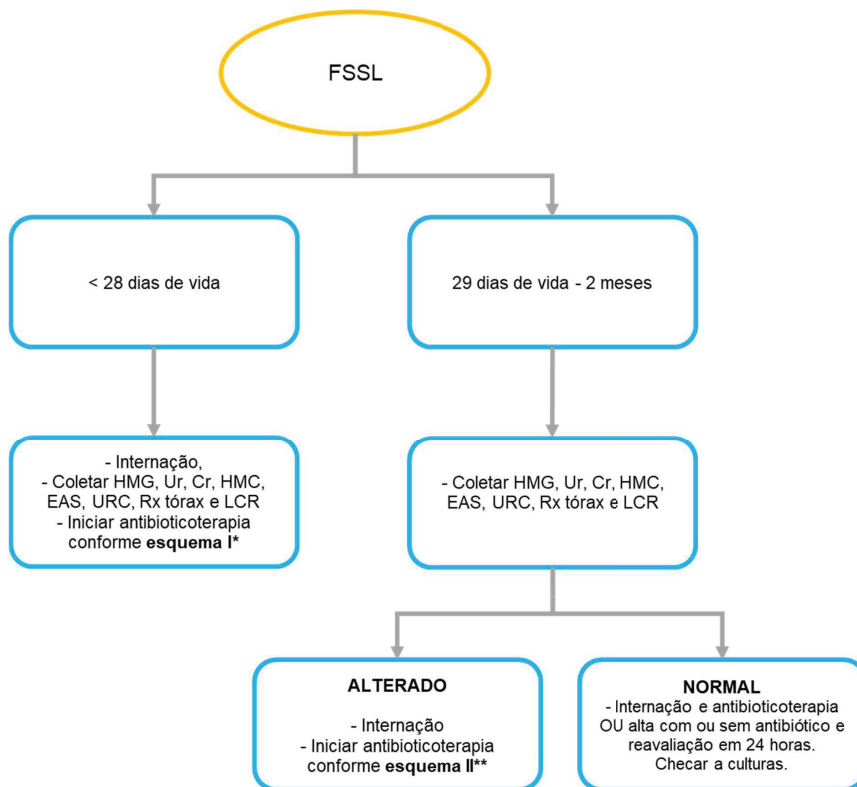 FSSL
< 28 dias de vida
29 dias de vida - 2 meses
- Internação,
- Coletar HMG, Ur, Cr, HMC,
EAS, URC, Rx tórax e LCR
- Iniciar antibioticoterapia
conforme esquema I*
- Coletar HMG, Ur, Cr, HMC,
EAS, URC, Rx tórax e LCR
ALTERADO
- Internação
- Iniciar antibioticoterapia
conforme esquema II**
NORMAL
- Internação e antibioticoterapia
OU alta com ou sem antibiótico e
reavaliação em 24 horas.
Checar a culturas.